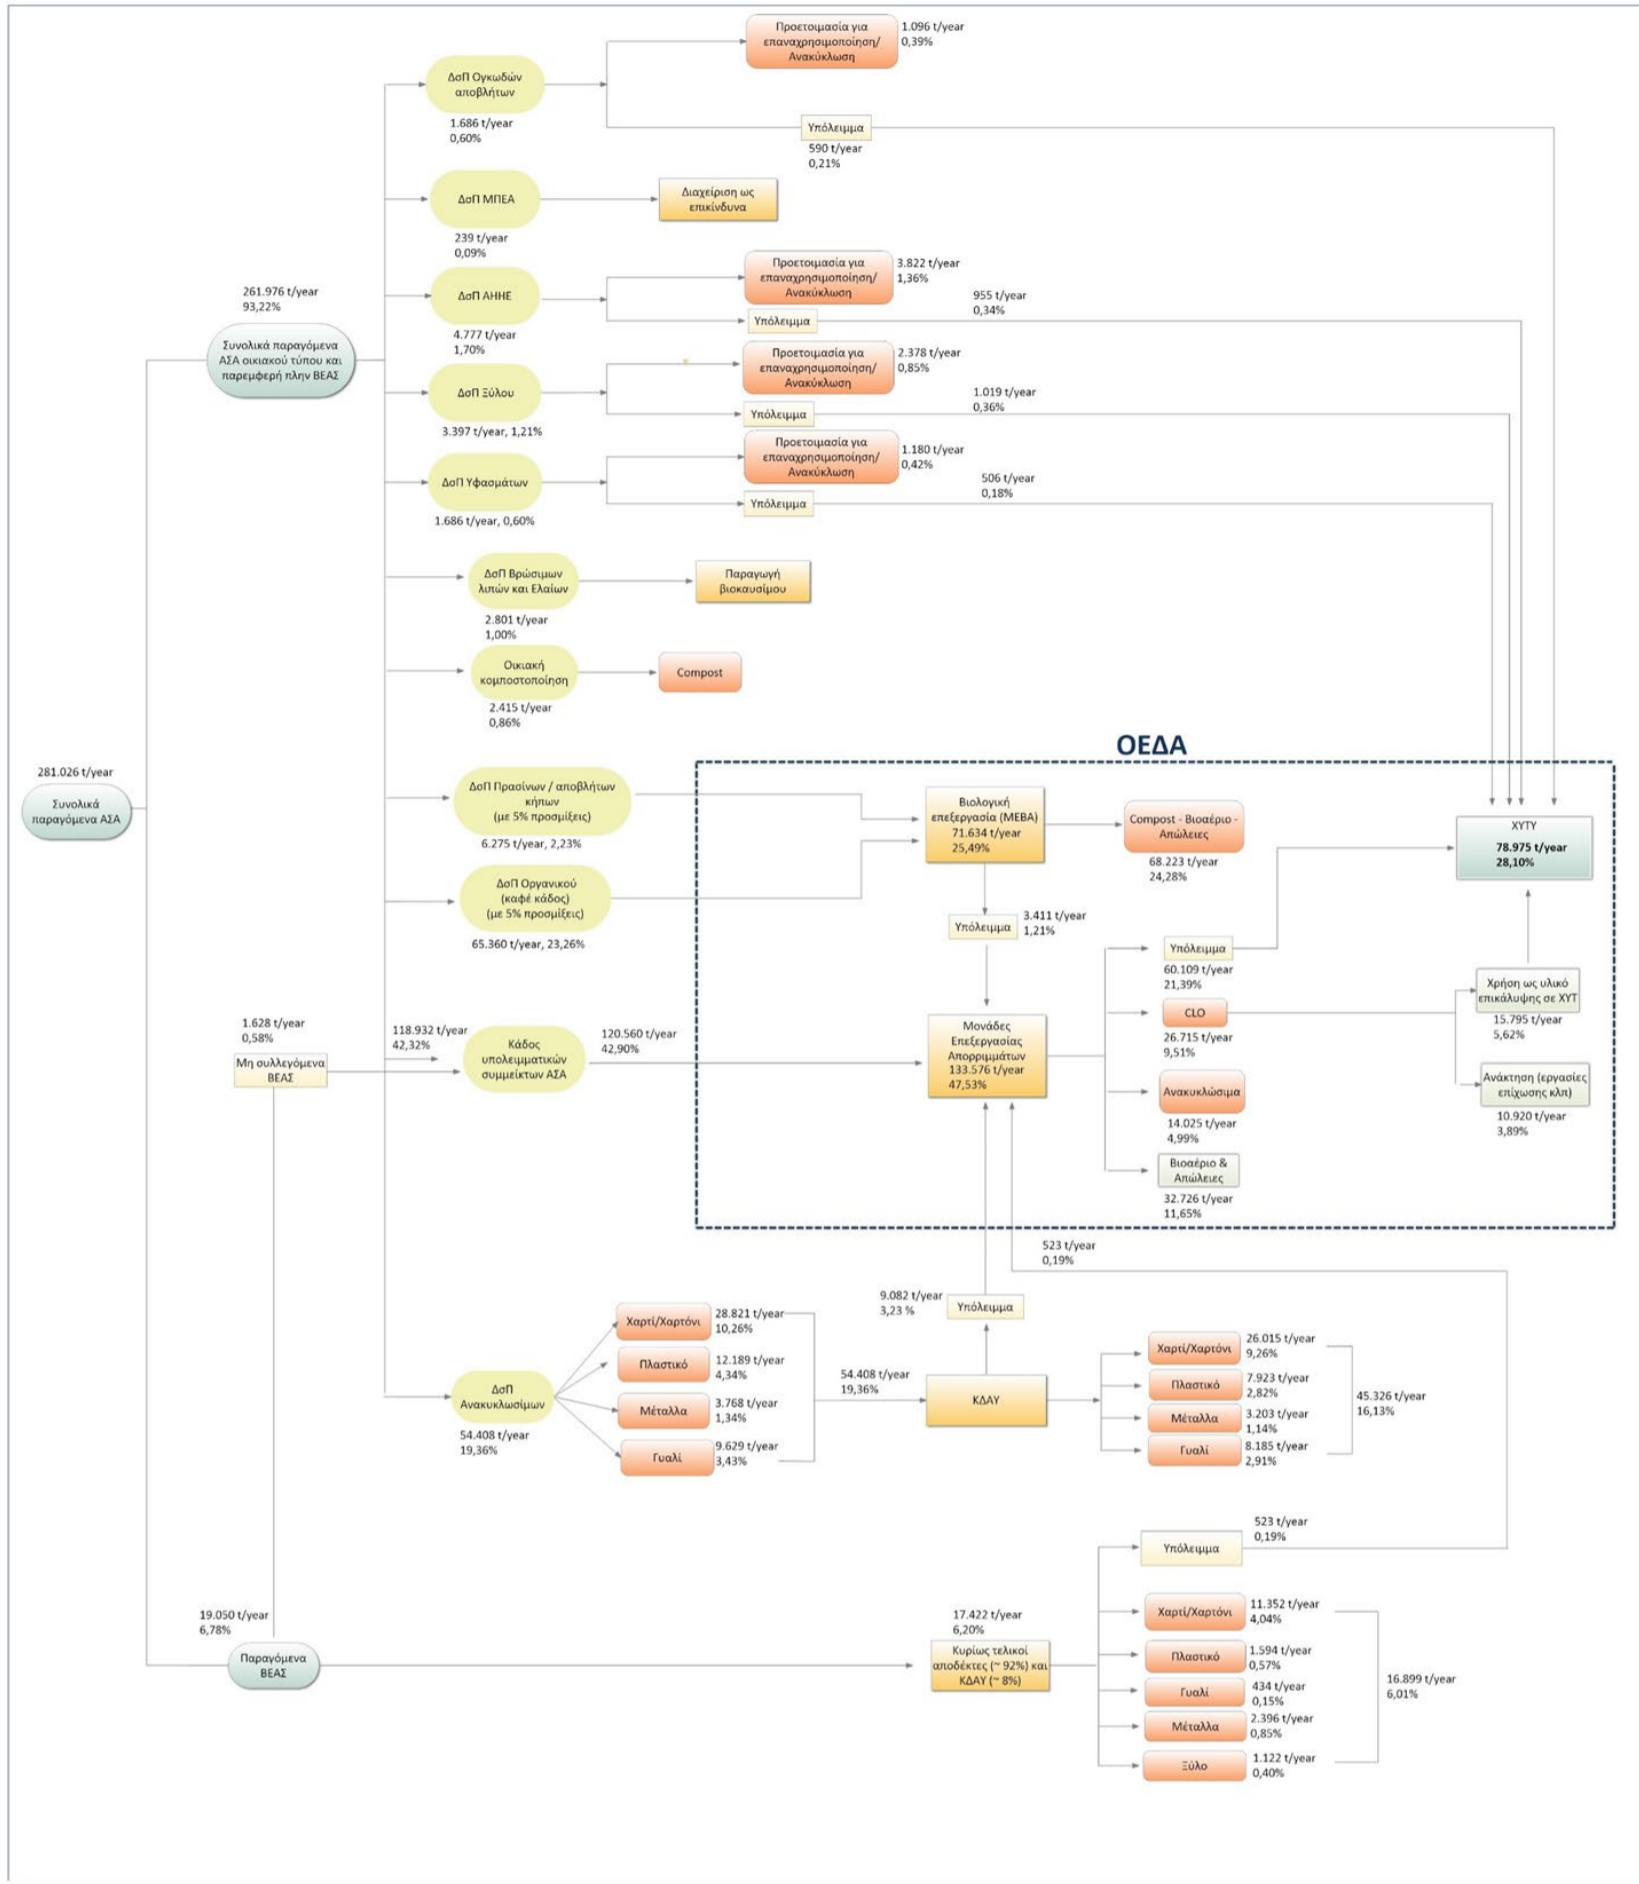 Προετοιμασία για
επαναχρησιμοποίηση/
Ανακύκλωση
1.096 t/year
0,39%
ΔσΠ Ογκωδών
αποβλήτων
1.686 t/year
0,60%
Υπόλειμμα
590 t/year
0,21%
ΔσΠ ΜΠΕΑ
239 t/year
0,09%
Διαχείριση ως
επικίνδυνα
261.976 t/year
93,22%
Συνολικά παραγόμενα
ΑΣΑ οικιακού τύπου και
παρεμφερή πλην ΒΕΑΣ
ΔσΠ ΑΗΗΕ
4.777 t/year
1,70%
Προετοιμασία για
επαναχρησιμοποίηση/
Ανακύκλωση
3.822 t/year
1,36%
Υπόλειμμα
955 t/year
0,34%
ΔσΠ Ξύλου
3.397 t/year, 1,21%
Προετοιμασία για
επαναχρησιμοποίηση/
Ανακύκλωση
2.378 t/year
0,85%
Υπόλειμμα
1.019 t/year
0,36%
ΔσΠ Υφασμάτων
1.686 t/year, 0,60%
Προετοιμασία για
επαναχρησιμοποίηση/
Ανακύκλωση
1.180 t/year
0,42%
Υπόλειμμα
506 t/year
0,18%
ΔσΠ Βρώσιμων
λιπών και Ελαίων
2.801 t/year
1,00%
Παραγωγή
βιοκαυσίμου
Οικιακή
κομποστοποίηση
2.415 t/year
0,86%
Compost
281.026 t/year
Συνολικά
παραγόμενα ΑΣΑ
ΟΕΔΑ
ΔσΠ Πρασίνων / αποβλήτων
κήπων
(με 5% προσμίξεις)
6.275 t/year, 2,23%
ΔσΠ Οργανικού
(καφέ κάδος)
(με 5% προσμίξεις)
65.360 t/year, 23,26%
Βιολογική
επεξεργασία (ΜΕΒΑ)
71.634 t/year
25,49%
Compost - Βιοαέριο -
Απώλειες
68.223 t/year
24,28%
ΧΥΤΥ
78.975 t/year
28,10%
Υπόλειμμα
3.411 t/year
1,21%
1.628 t/year
0,58%
Μη συλλεγόμενα
ΒΕΑΣ
118.932 t/year
42,32%
Κάδος
υπολειμματικών
συμμείκτων ΑΣΑ
120.560 t/year
42,90%
Μονάδες
Επεξεργασίας
Απορριμμάτων
133.576 t/year
47,53%
Υπόλειμμα
60.109 t/year
21,39%
CLO
26.715 t/year
9,51%
Ανακυκλώσιμα
14.025 t/year
4,99%
Βιοαέριο &
Απώλειες
32.726 t/year
11,65%
Χρήση ως υλικό
επικάλυψης σε ΧΥΤ
15.795 t/year
5,62%
Ανάκτηση (εργασίες
επίχωσης κλπ)
10.920 t/year
3,89%
523 t/year
0,19%
9.082 t/year
3,23 %
Υπόλειμμα
ΔσΠ
Ανακυκλωσίμων
54.408 t/year
19,36%
Χαρτί/Χαρτόνι
28.821 t/year
10,26%
Πλαστικό
12.189 t/year
4,34%
Μέταλλα
3.768 t/year
1,34%
Γυαλί
9.629 t/year
3,43%
54.408 t/year
19,36%
ΚΔΑΥ
Χαρτί/Χαρτόνι
26.015 t/year
9,26%
Πλαστικό
7.923 t/year
2,82%
Μέταλλα
3.203 t/year
1,14%
Γυαλί
8.185 t/year
2,91%
45.326 t/year
16,13%
19.050 t/year
6,78%
Παραγόμενα
ΒΕΑΣ
17.422 t/year
6,20%
Κυρίως τελικοί
αποδέκτες (~ 92%) και
ΚΔΑΥ (~ 8%)
Υπόλειμμα
523 t/year
0,19%
Χαρτί/Χαρτόνι
11.352 t/year
4,04%
Πλαστικό
1.594 t/year
0,57%
Γυαλί
434 t/year
0,15%
Μέταλλα
2.396 t/year
0,85%
Ξύλο
1.122 t/year
0,40%
16.899 t/year
6,01%